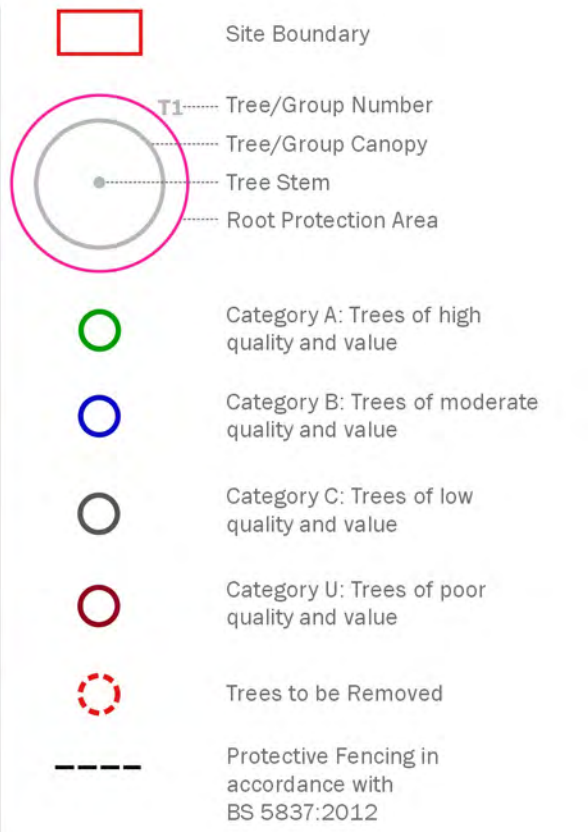 Site Boundary
T1
Tree/Group Number
Tree/Group Canopy
Tree Stem
Root Protection Area
Category A: Trees of high
quality and value
Category B: Trees of moderate
quality and value
Category C: Trees of low
quality and value
Category U: Trees of poor
quality and value
Trees to be Removed
Protective Fencing in
accordance with
BS 5837:2012